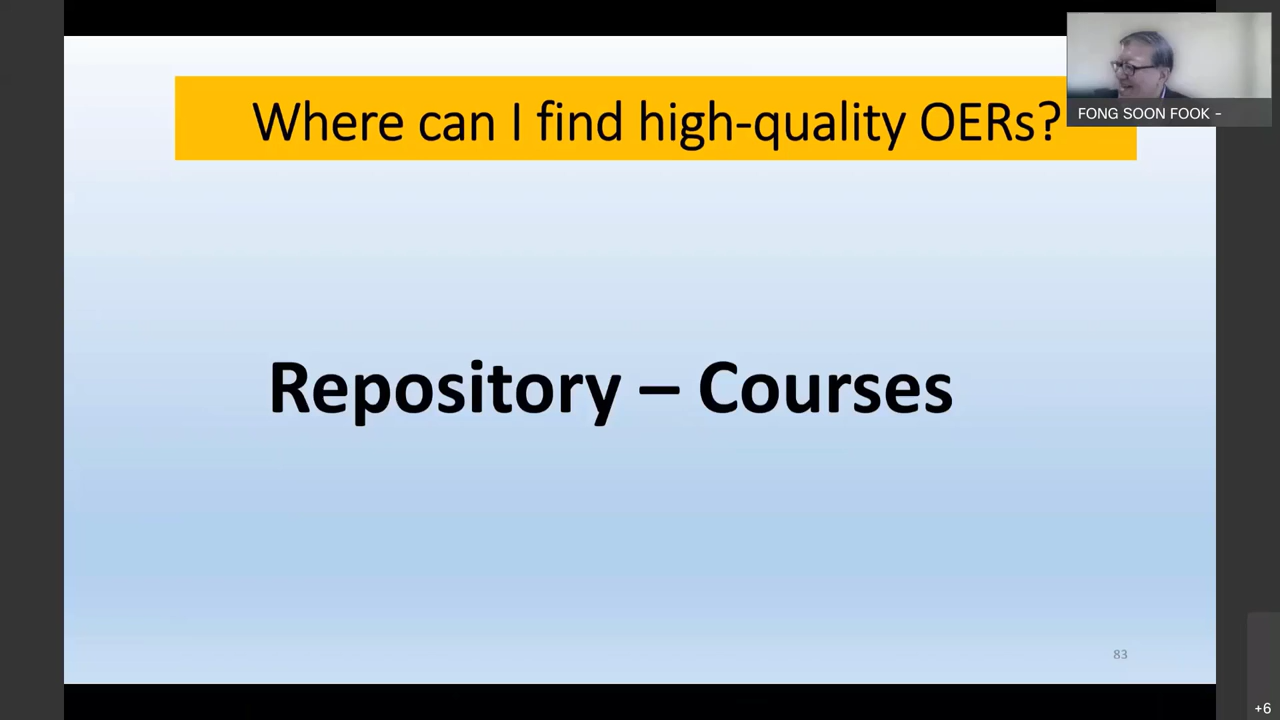 Where can I find high-quality OERs?
FONG SOON FOOK -
Repository – Courses
83
+6